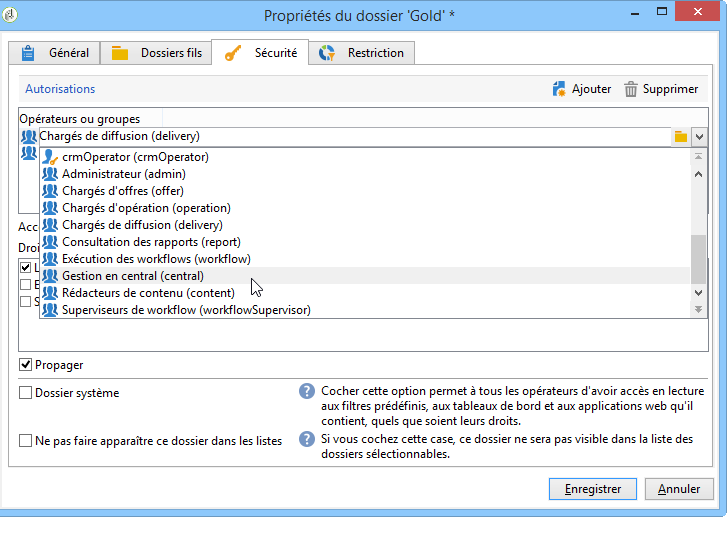 Propriétés du dossier 'Gold' *
Général
Dossiers fils
Sécurité
Restriction
Autorisations
Ajouter
Supprimer
Opérateurs ou groupes
Chargés de diffusion (delivery)
crmOperator (crmOperator)
Administrateur (admin)
Chargés d'offres (offer)
Chargés d'opération (operation)
Chargés de diffusion (delivery)
Consultation des rapports (report)
Exécution des workflows (workflow)
Gestion en central (central)
Rédacteurs de contenu (content)
Superviseurs de workflow (workflowSupervisor)
Acc
Droi
L
E
S
Propager
Dossier système
Cocher cette option permet à tous les opérateurs d'avoir accès en lecture
aux filtres prédéfinis, aux tableaux de bord et aux applications web qu'il
contient, quels que soient leurs droits.
Ne pas faire apparaître ce dossier dans les listes
Si vous cochez cette case, ce dossier ne sera pas visible dans la liste des
dossiers sélectionnables.
Enregistrer
Annuler